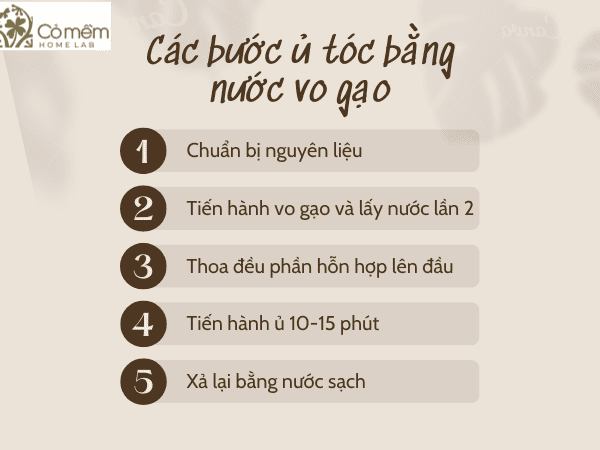 Cỏ mềm
HOME LAB
Canva
Canva
Các bước ủ tóc bằng
nước vo gạo
1 Chuẩn bị nguyên liệu
2 Tiến hành vo gạo và lấy nước lần 2
3 Thoa đều phần hỗn hợp lên đầu
4 Tiến hành ủ 10-15 phút
5 Xả lại bằng nước sạch